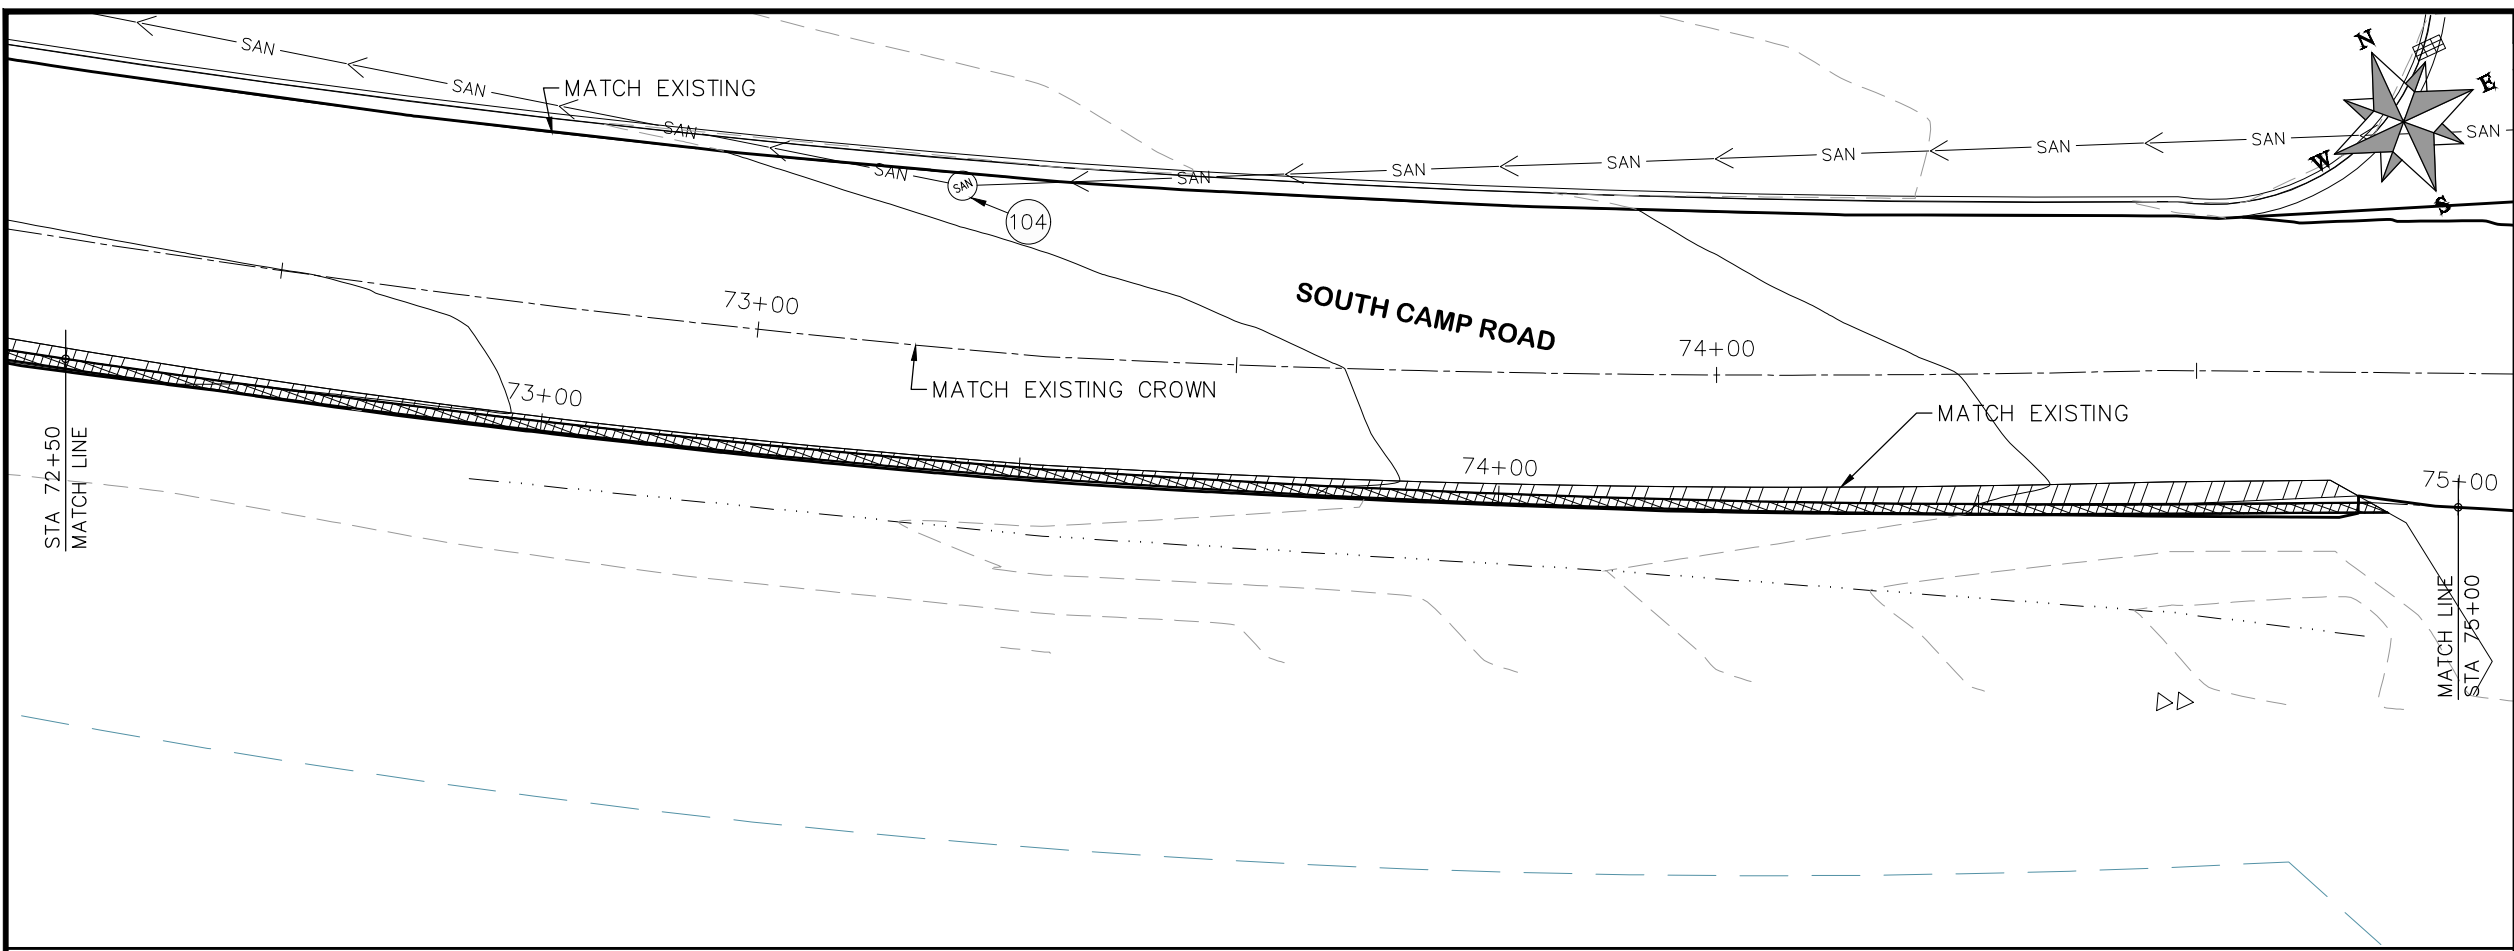 SAN
N
E
SAN
MATCH EXISTING
SAN
SAN
SAN
SAN
SAN
SAN
SAN
W
SAN
SAN
SAN
SAN
S
104
73+00
SOUTH CAMP ROAD
74+00
MATCH EXISTING CROWN
73+00
MATCH EXISTING
STA 72+50
MATCH LINE
74+00
75+00
MATCH LINE
STA 75+00